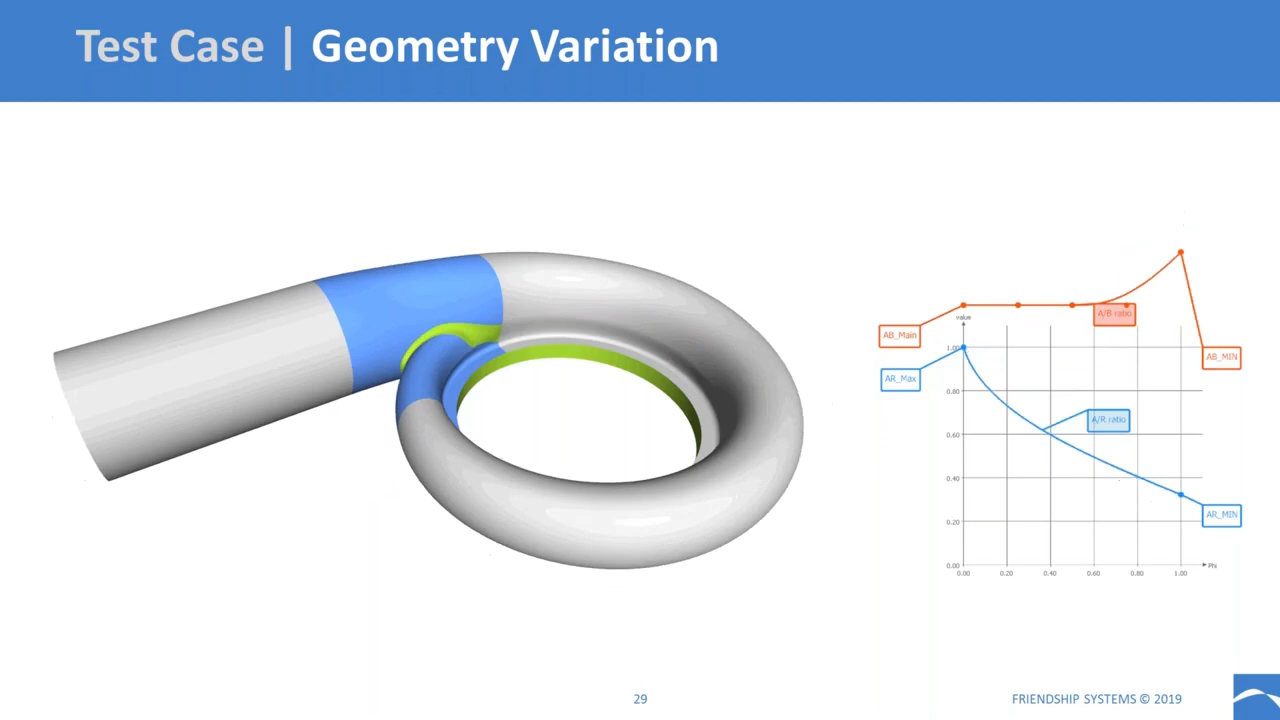 Test Case | Geometry Variation
A/B ratio
value
AB_Main
AB_MIN
1.00
AR_Max
0.80
A/R ratio
0.60
0.40
AR_MIN
0.20
0.00
Phi
0.00 0.20 0.40 0.60 0.80 1.00
29
FRIENDSHIP SYSTEMS © 2019